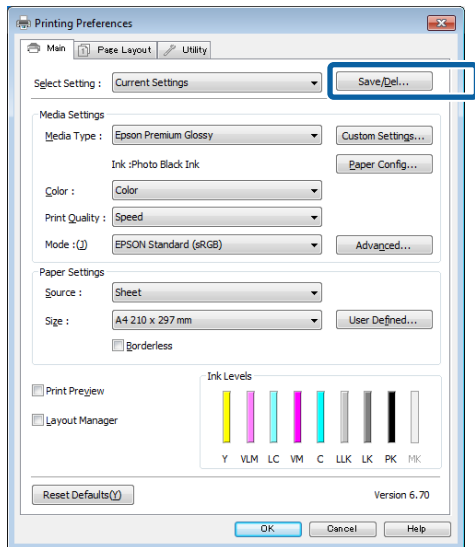 Printing Preferences
Main Page Layout Utility
Select Setting : Current Settings Save/Del...
Media Settings
Media Type : Epson Premium Glossy Custom Settings...
Ink :Photo Black Ink Paper Config...
Color : Color
Print Quality : Speed
Mode :(J) EPSON Standard (sRGB) Advanced...
Paper Settings
Source : Sheet
Size : A4 210 x 297 mm User Defined...
Borderless
Ink Levels
Print Preview
Layout Manager
Y VLM LC VM C LLK LK PK MK
Reset Defaults(Y) Version 6.70
OK Cancel Help